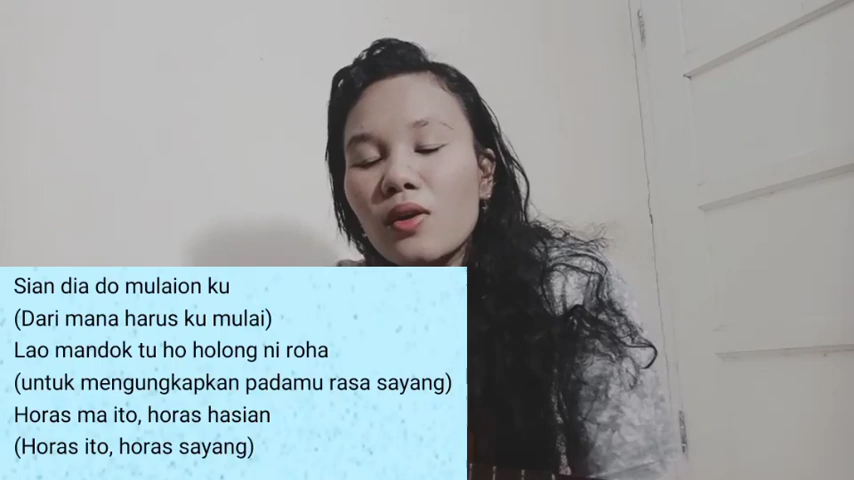 Sian dia do mulaion ku
(Dari mana harus ku mulai)
Lao mandok tu ho holong ni roha
(untuk mengungkapkan padamu rasa sayang)
Horas ma ito, horas hasian
(Horas ito, horas sayang)